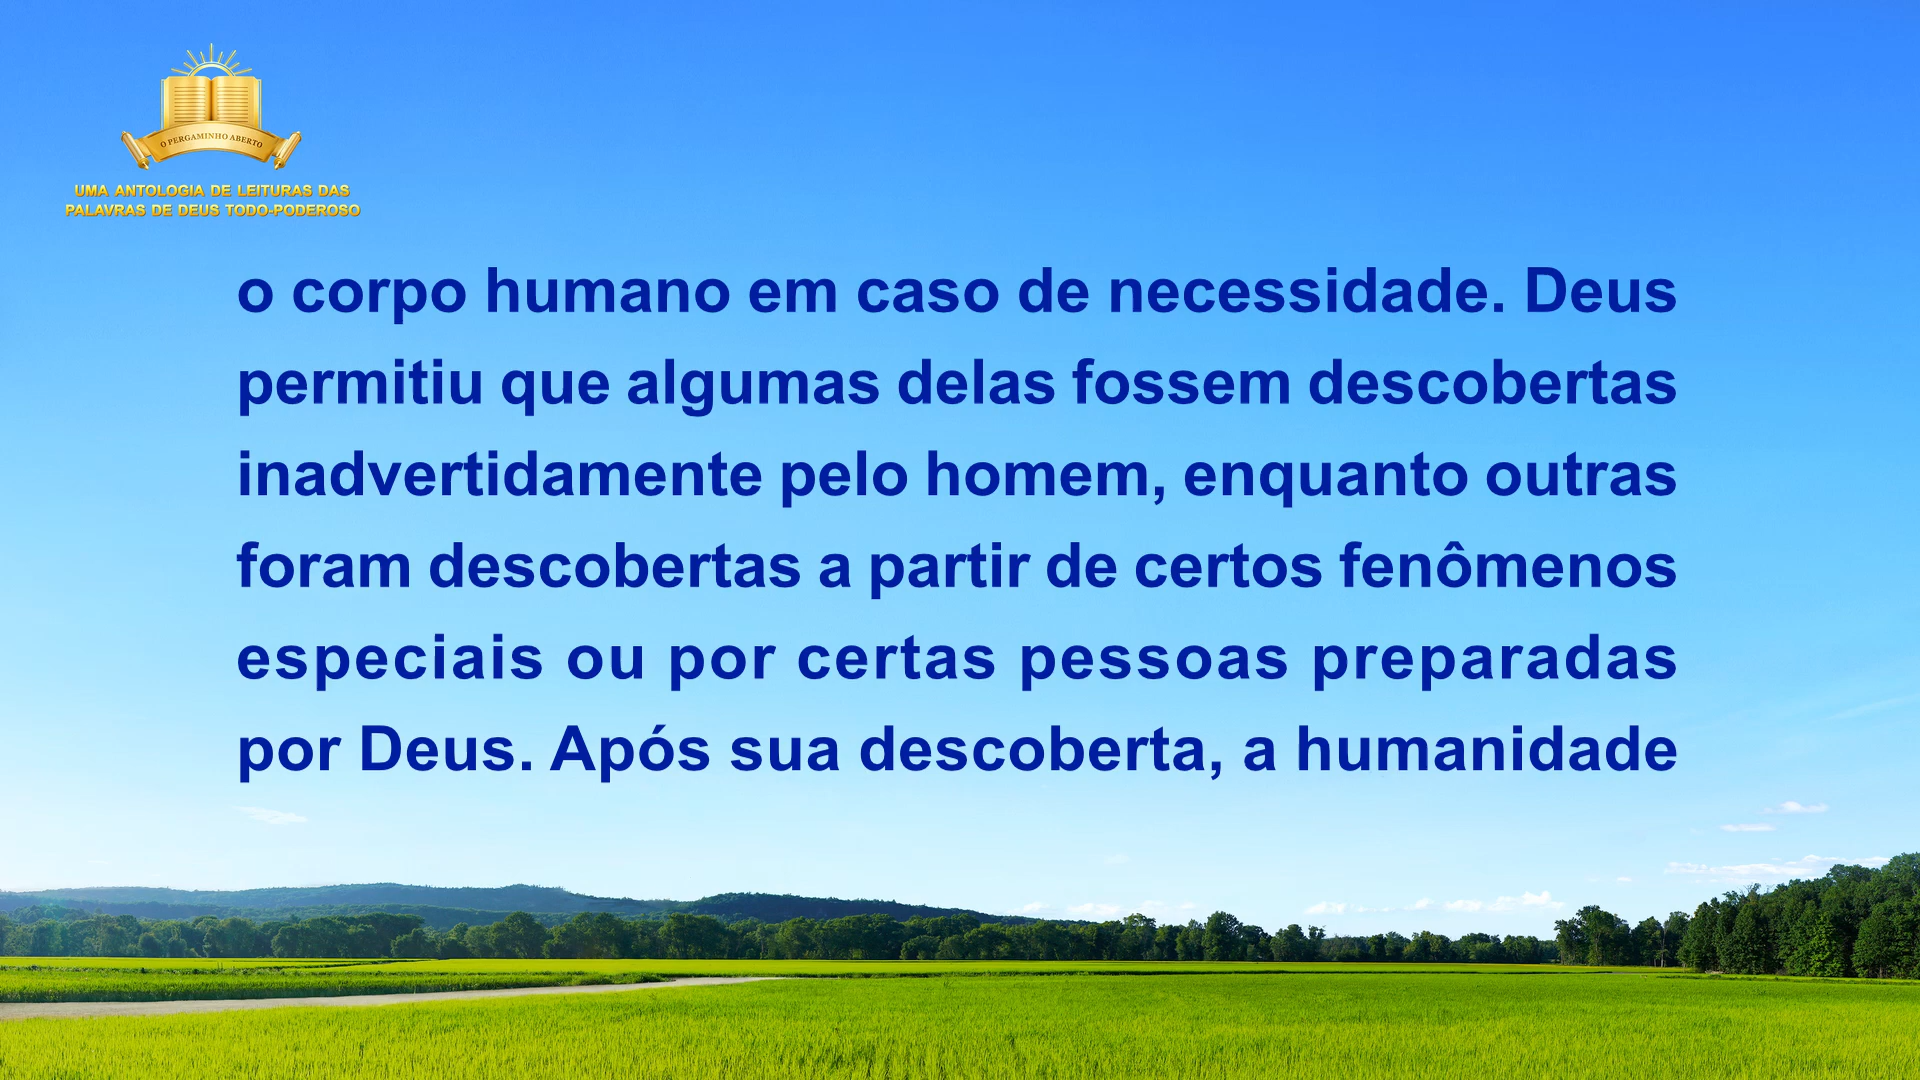 O PERGAMINHO ABERTO
UMA ANTOLOGIA DE LEITURAS DAS
PALAVRAS DE DEUS TODO-PODEROSO
o corpo humano em caso de necessidade. Deus
permitiu que algumas delas fossem descobertas
inadvertidamente pelo homem, enquanto outras
foram descobertas a partir de certos fenômenos
especiais ou por certas pessoas preparadas
por Deus. Após sua descoberta, a humanidade